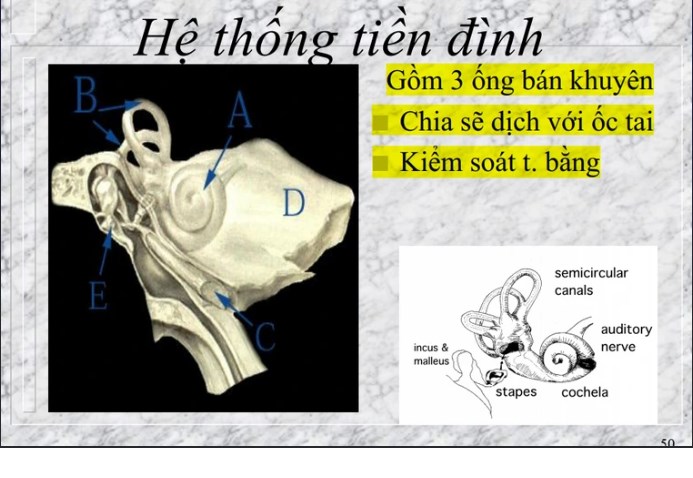 Hệ thống tiền đình
Gồm 3 ống bán khuyên
Chia sẽ dịch với ốc tai
Kiểm soát t. bằng
B
A
D
E
C
semicircular
canals
auditory
nerve
incus &
malleus
stapes
cochela
50